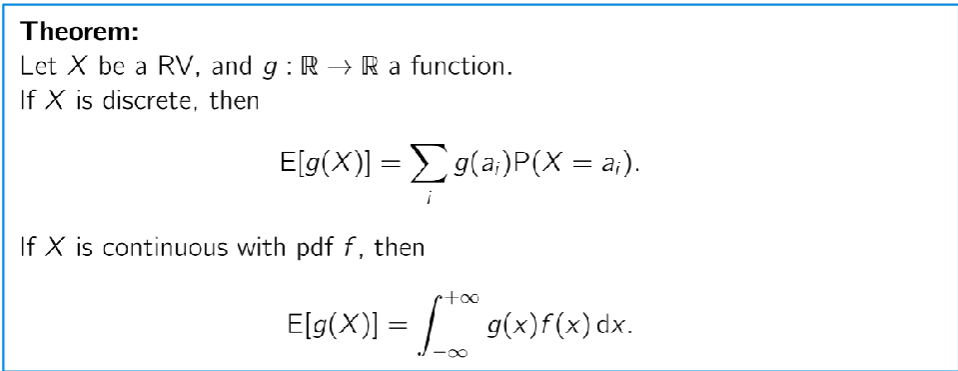 Theorem:
Let X be a RV, and g : ℝ → ℝ a function.
If X is discrete, then
E[g(X)] = ∑_i g(a_i)P(X = a_i).
If X is continuous with pdf f, then
E[g(X)] = ∫_{−∞}^{+∞} g(x)f(x) dx.